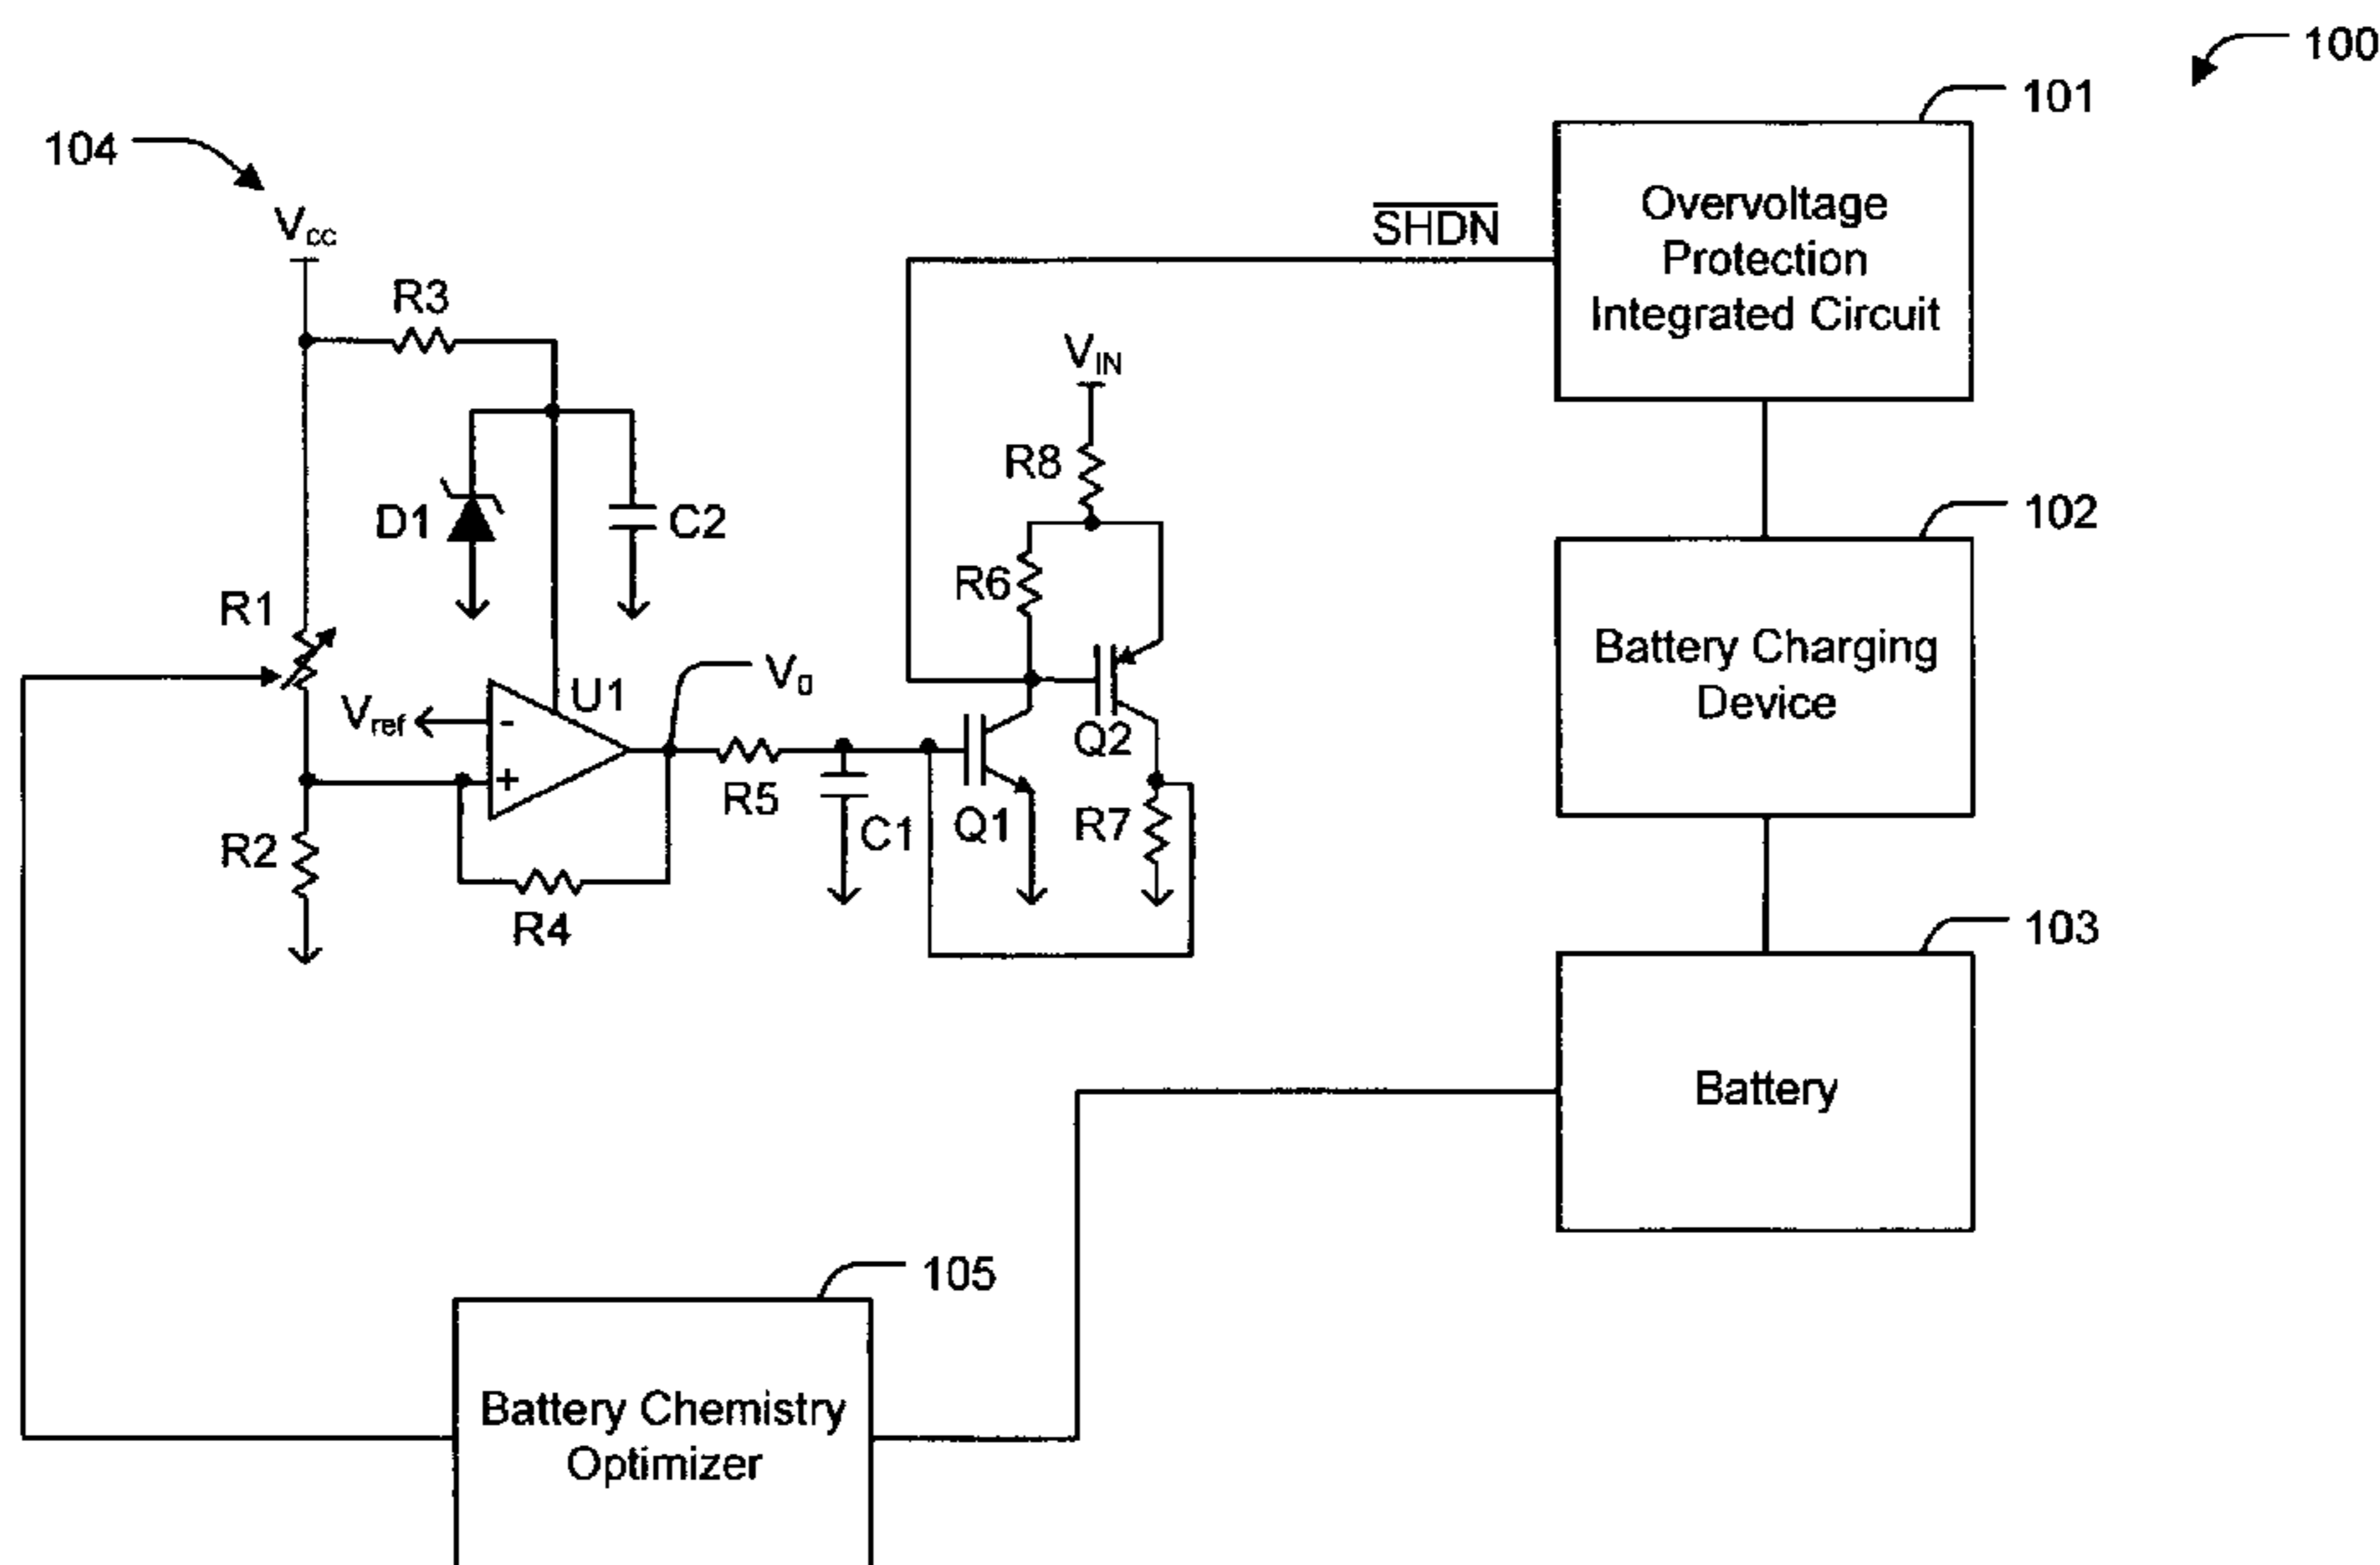 100
101
104
Overvoltage
Protection
Integrated Circuit
SHDN
Vcc
R3
VIN
R8
102
D1
C2
R6
R1
Battery Charging
Device
Vref
-
U1
V0
Q2
+
R5
C1
Q1
R7
R2
R4
103
Battery
105
Battery Chemistry
Optimizer